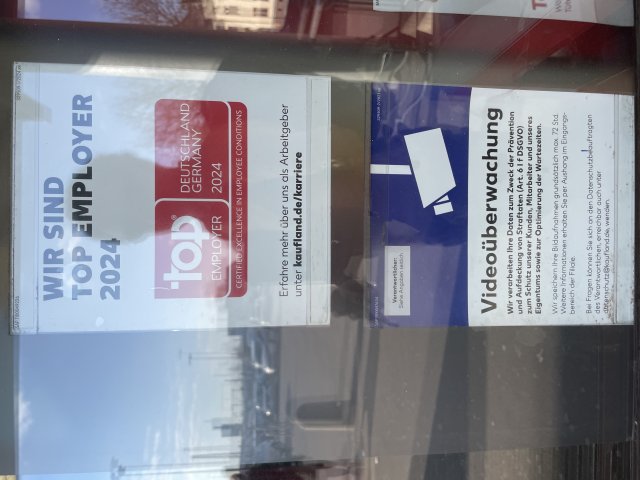 WIR SIND
TOP EMPLOYER
2024
top
EMPLOYER
DEUTSCHLAND
GERMANY
2024
CERTIFIED EXCELLENCE IN EMPLOYEE CONDITIONS
Erfahre mehr über uns als Arbeitgeber
unter kaufland.de/karriere
Verantwortlicher:
Siehe Angaben seitlich
Videoüberwachung
Wir verarbeiten Ihre Daten zum Zweck der Prävention
und Aufdeckung von Straftaten (Art. 6 I f DSGVO)
zum Schutz unserer Kunden, Mitarbeiter und unseres
Eigentums sowie zur Optimierung der Wartezeiten.
Wir speichern Ihre Bildaufnahmen grundsätzlich max. 72 Std.
Weitere Informationen erhalten Sie per Aushang im Eingangs-
bereich der Filiale.
Bei Fragen können Sie sich an den Datenschutzbeauftragten
des Verantwortlichen, erreichbar auch unter
datenschutz@kaufland.de, wenden.